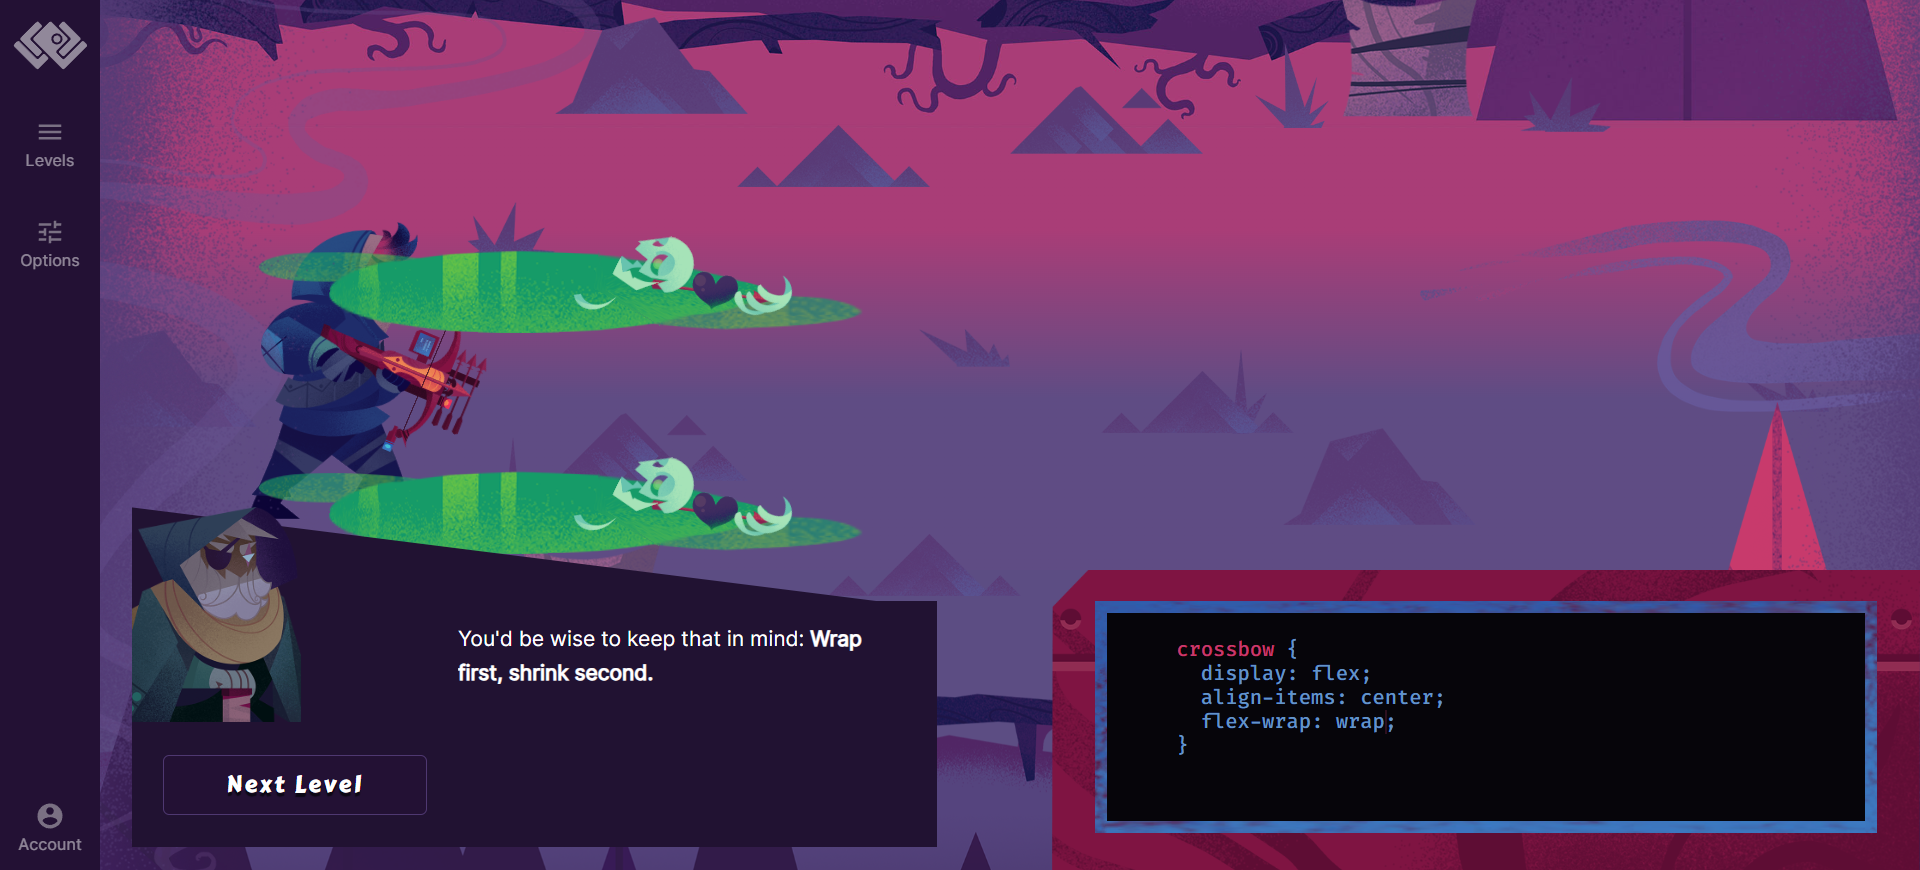 Levels
Options
Account
You'd be wise to keep that in mind: Wrap
first, shrink second.
Next Level
crossbow {
  display: flex;
  align-items: center;
  flex-wrap: wrap;
}